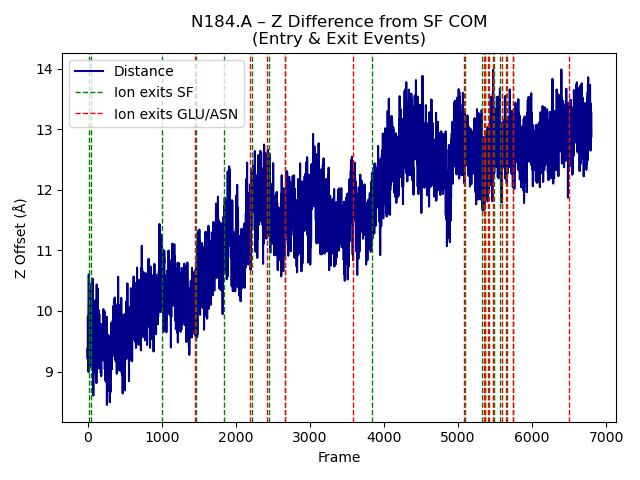 N184.A – Z Difference from SF COM
(Entry & Exit Events)
Distance
Ion exits SF
Ion exits GLU/ASN
Z Offset (Å)
14
13
12
11
10
9
0
1000
2000
3000
4000
5000
6000
7000
Frame